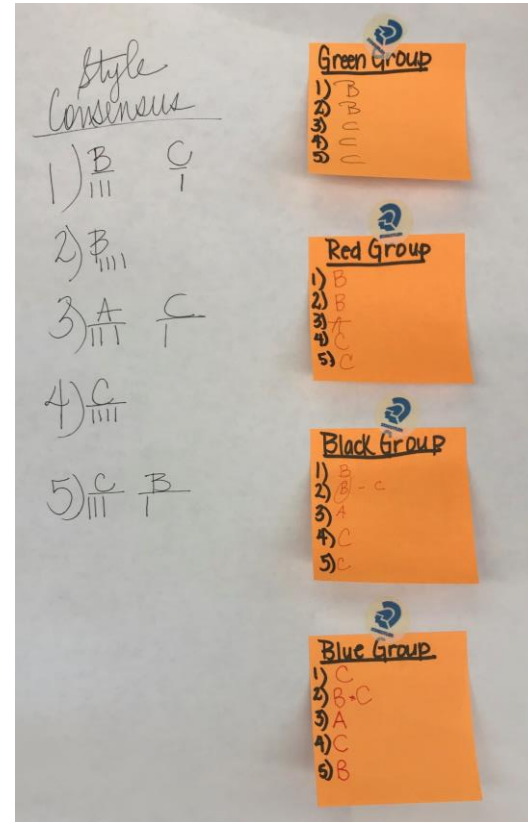 Style
Consensus
1) B III C I
2) B IIII
3) A III C I
4) C IIII
5) C III B I
Green Group
1) B
2) B
3) C
4) C
5) C
Red Group
1) B
2) B
3) A
4) C
5) C
Black Group
1) B
2) B - C
3) A
4) C
5) C
Blue Group
1) C
2) B-C
3) A
4) C
5) B